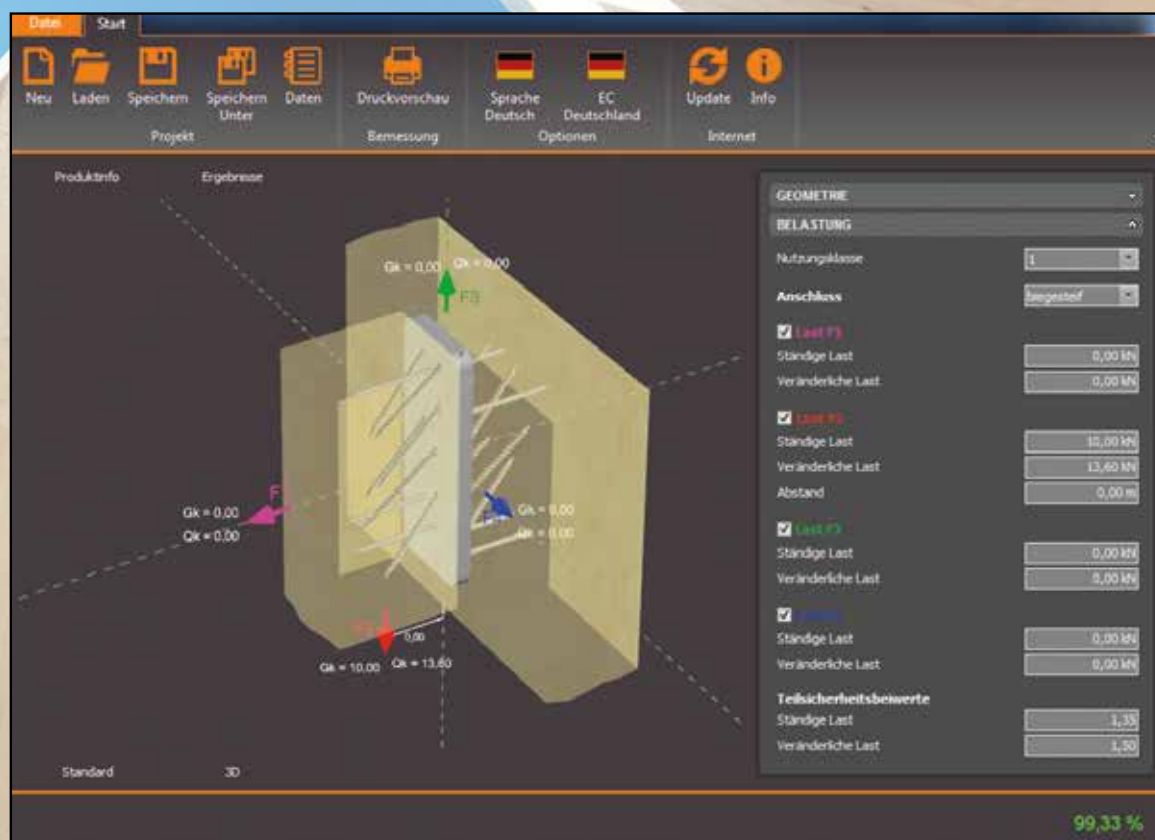 Datei Start
Neu Laden Speichern Speichern Unter Daten Druckvorschau Sprache Deutsch EC Deutschland Update Info
Projekt Bemessung Optionen Internet
Produktinfo Ergebnisse
GEOMETRIE
BELASTUNG
Nutzungsklasse 1
Anschluss biegesteif
Last
Ständige Last 0,00 kN
Veränderliche Last 0,00 kN
Last
Ständige Last 10,00 kN
Veränderliche Last 13,60 kN
Abstand 0,00 m
Last
Ständige Last 0,00 kN
Veränderliche Last 0,00 kN
Ständige Last 0,00 kN
Veränderliche Last 0,00 kN
Teilsicherheitsbeiwerte
Ständige Last 1,35
Veränderliche Last 1,50
Gk = 0,00 Qk = 0,00
F3
Gk = 0,00
Qk = 0,00
Gk = 0,00
Qk = 0,00
0,00
Gk = 10,00 Qk = 13,60
Standard 3D
99,33 %